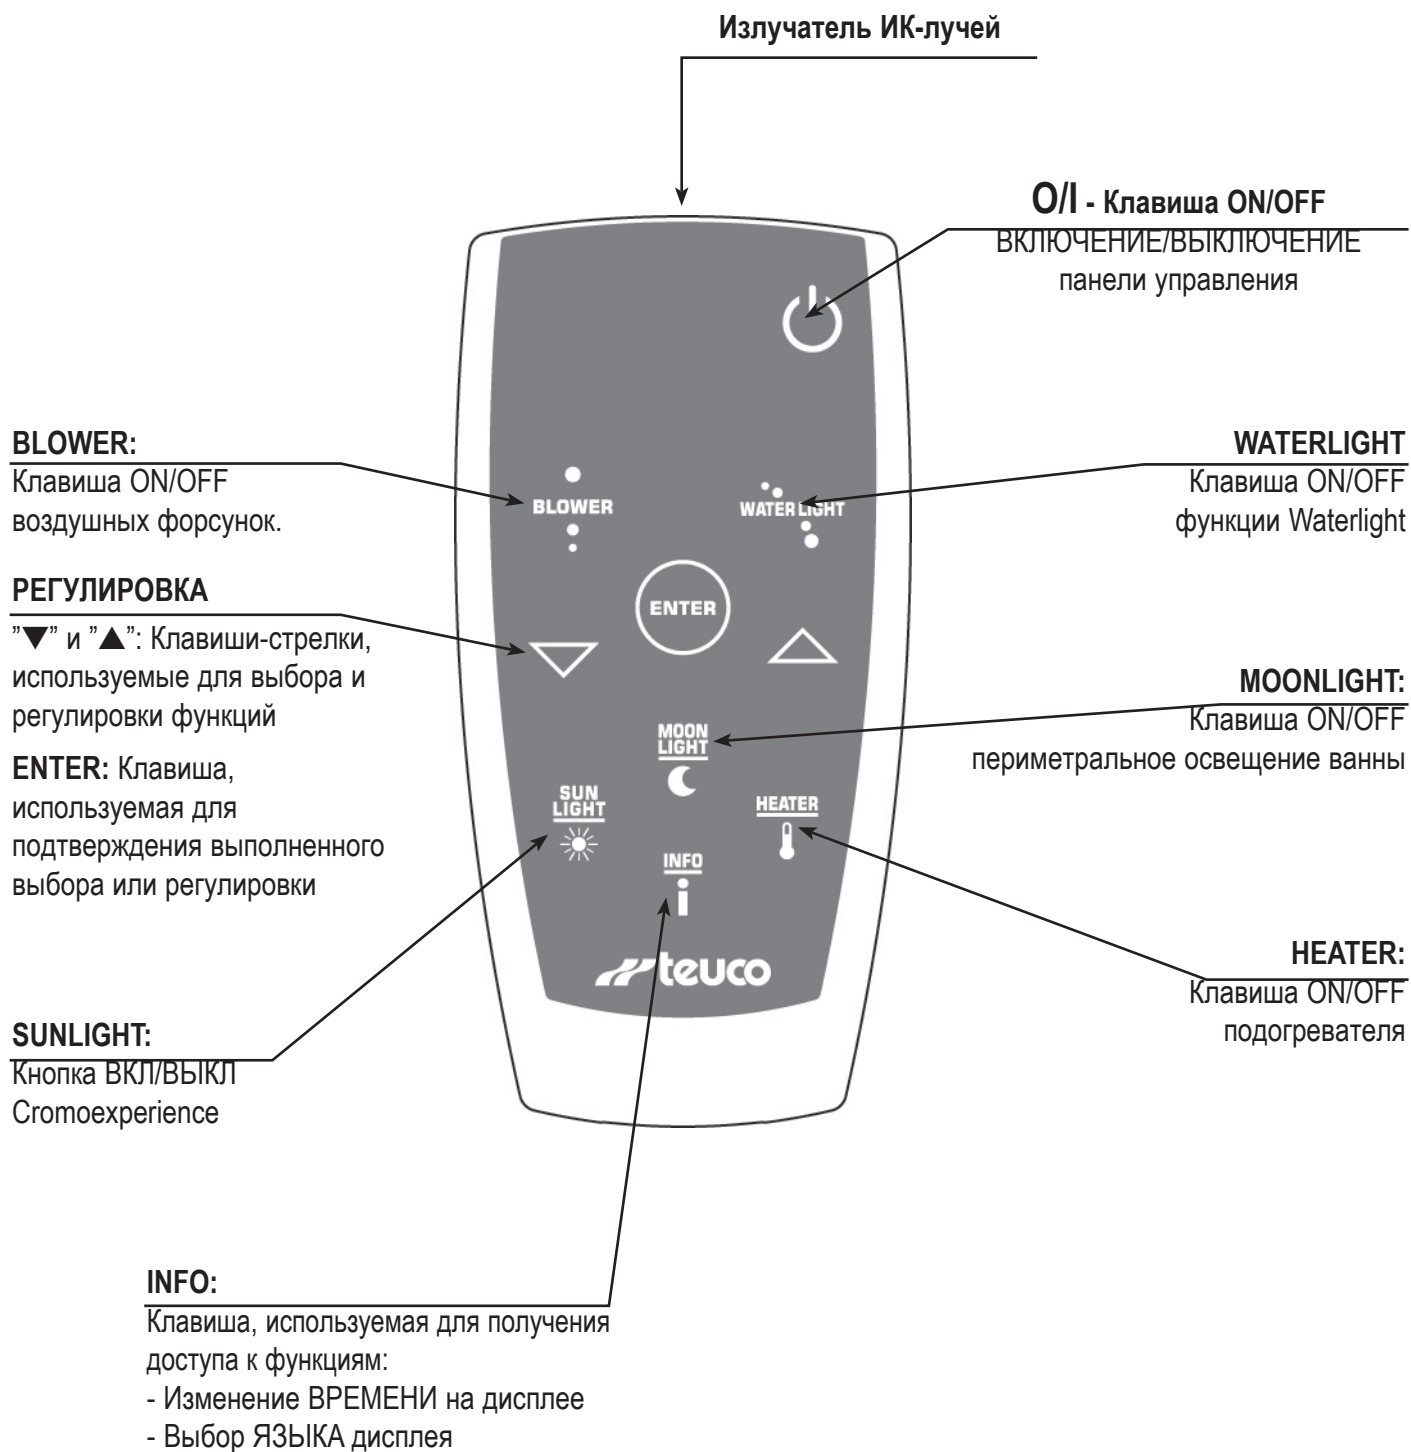 Излучатель ИК-лучей
O/I - Клавиша ON/OFF
ВКЛЮЧЕНИЕ/ВЫКЛЮЧЕНИЕ
панели управления
BLOWER:
Клавиша ON/OFF
воздушных форсунок.
РЕГУЛИРОВКА
”▼” и ”▲”: Клавиши-стрелки,
используемые для выбора и
регулировки функций
ENTER: Клавиша,
используемая для
подтверждения выполненного
выбора или регулировки
SUNLIGHT:
Кнопка ВКЛ/ВЫКЛ
Cromoexperience
BLOWER
WATER LIGHT
ENTER
MOON
LIGHT
SUN
LIGHT
HEATER
INFO
teuco
WATERLIGHT
Клавиша ON/OFF
функции Waterlight
MOONLIGHT:
Клавиша ON/OFF
периметральное освещение ванны
HEATER:
Клавиша ON/OFF
подогревателя
INFO:
Клавиша, используемая для получения
доступа к функциям:
- Изменение ВРЕМЕНИ на дисплее
- Выбор ЯЗЫКА дисплея